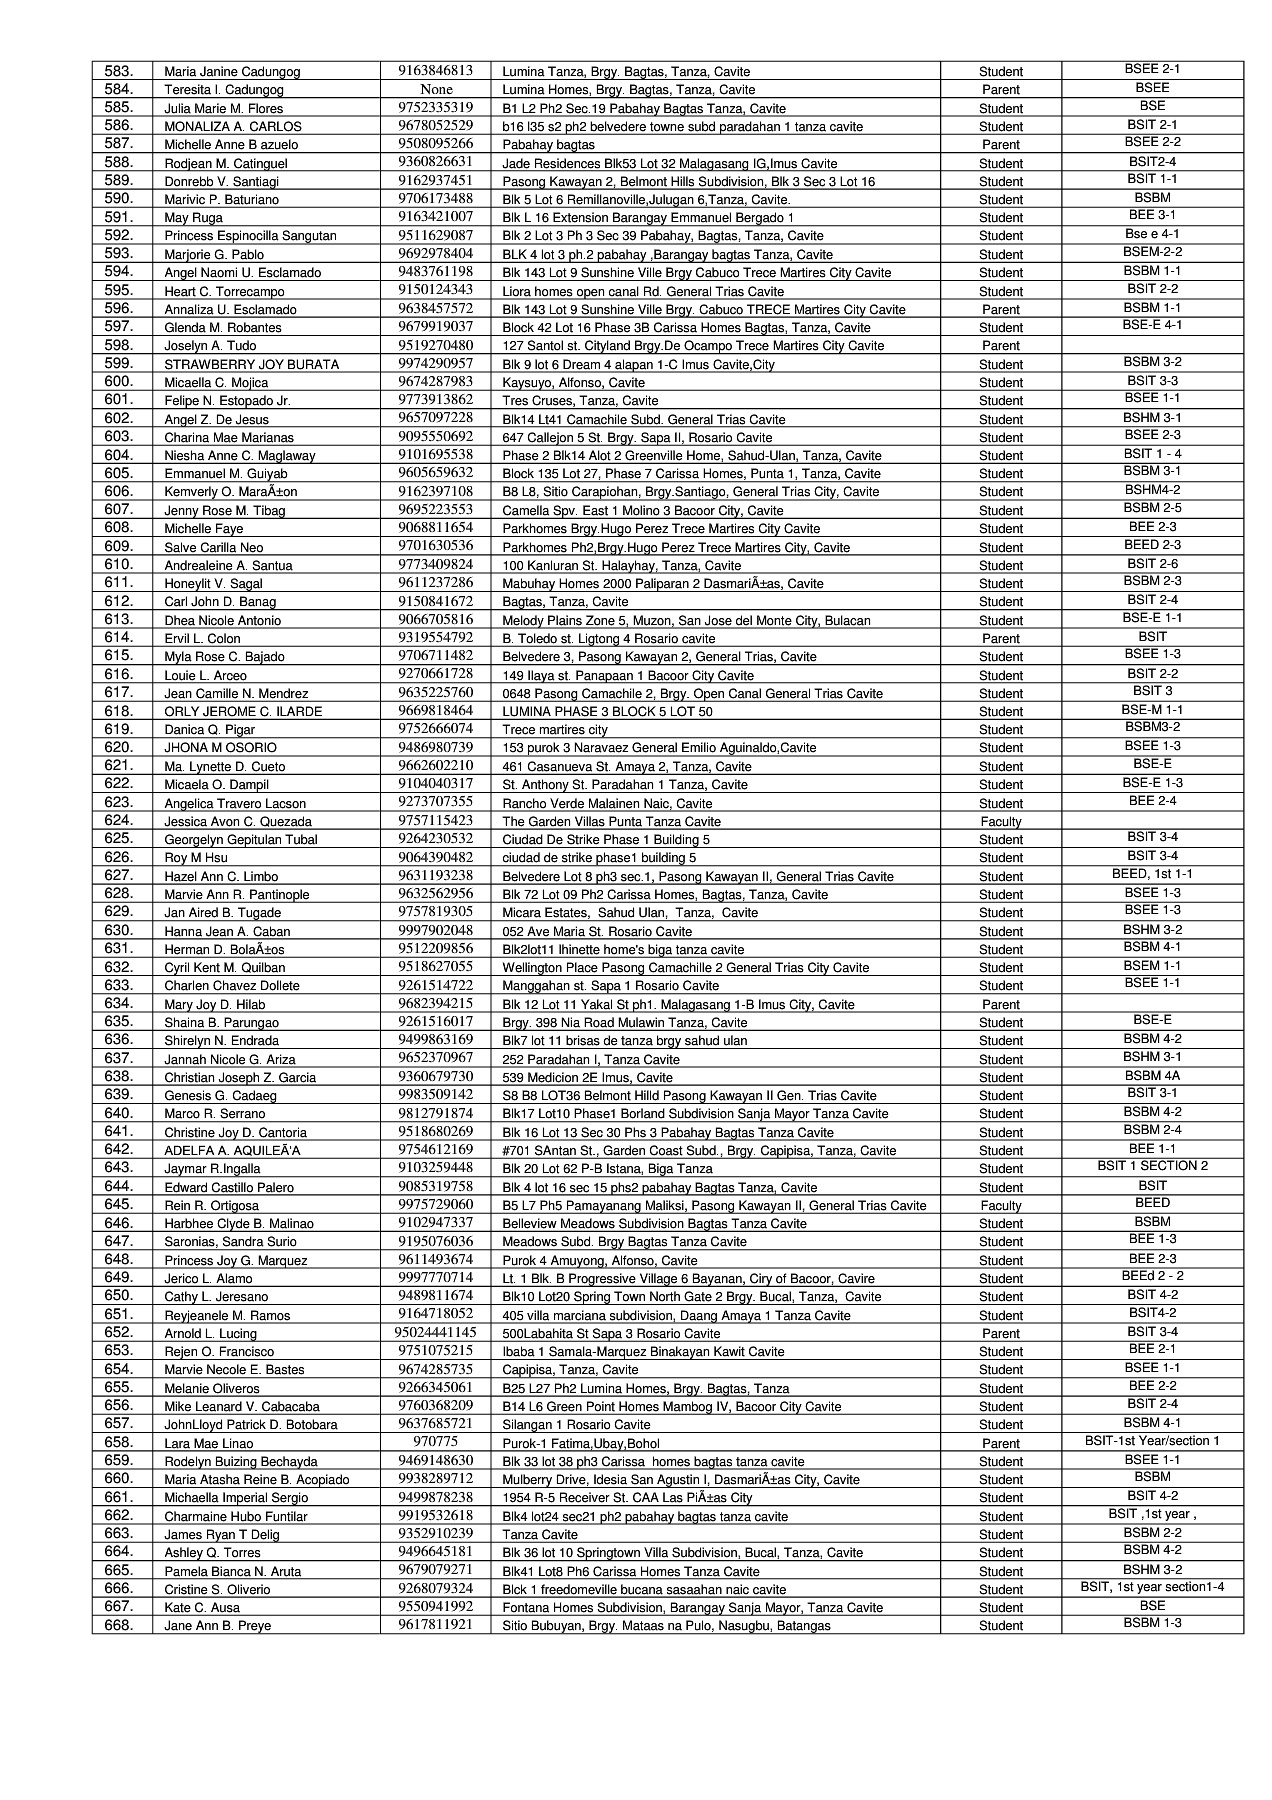 583. Maria Janine Cadungog 9163846813 Lumina Tanza, Brgy. Bagtas, Tanza, Cavite Student BSEE 2-1
584. Teresita I. Cadungog None Lumina Homes, Brgy. Bagtas, Tanza, Cavite Parent BSEE
585. Julia Marie M. Flores 9752335319 B1 L2 Ph2 Sec.19 Pabahay Bagtas Tanza, Cavite Student BSE
586. MONALIZA A. CARLOS 9678052529 b16 l35 s2 ph2 belvedere towne subd paradahan 1 tanza cavite Student BSIT 2-1
587. Michelle Anne B azuelo 9508095266 Pabahay bagtas Parent BSEE 2-2
588. Rodjean M. Catinguel 9360826631 Jade Residences Blk53 Lot 32 Malagasang IG,Imus Cavite Student BSIT2-4
589. Donrebb V. Santiagi 9162937451 Pasong Kawayan 2, Belmont Hills Subdivision, Blk 3 Sec 3 Lot 16 Student BSIT 1-1
590. Marivic P. Baturiano 9706173488 Blk 5 Lot 6 Remillanoville,Julugan 6,Tanza, Cavite. Student BSBM
591. May Ruga 9163421007 Blk L 16 Extension Barangay Emmanuel Bergado 1 Student BEE 3-1
592. Princess Espinocilla Sangutan 9511629087 Blk 2 Lot 3 Ph 3 Sec 39 Pabahay, Bagtas, Tanza, Cavite Student Bse e 4-1
593. Marjorie G. Pablo 9692978404 BLK 4 lot 3 ph.2 pabahay ,Barangay bagtas Tanza, Cavite Student BSEM-2-2
594. Angel Naomi U. Esclamado 9483761198 Blk 143 Lot 9 Sunshine Ville Brgy Cabuco Trece Martires City Cavite Student BSBM 1-1
595. Heart C. Torrecampo 9150124343 Liora homes open canal Rd. General Trias Cavite Student BSIT 2-2
596. Annaliza U. Esclamado 9638457572 Blk 143 Lot 9 Sunshine Ville Brgy. Cabuco TRECE Martires City Cavite Parent BSBM 1-1
597. Glenda M. Robantes 9679919037 Block 42 Lot 16 Phase 3B Carissa Homes Bagtas, Tanza, Cavite Student BSE-E 4-1
598. Joselyn A. Tudo 9519270480 127 Santol st. Cityland Brgy.De Ocampo Trece Martires City Cavite Parent
599. STRAWBERRY JOY BURATA 9974290957 Blk 9 lot 6 Dream 4 alapan 1-C Imus Cavite,City Student BSBM 3-2
600. Micaella C. Mojica 9674287983 Kaysuyo, Alfonso, Cavite Student BSIT 3-3
601. Felipe N. Estopado Jr. 9773913862 Tres Cruses, Tanza, Cavite Student BSEE 1-1
602. Angel Z. De Jesus 9657097228 Blk14 Lt41 Camachile Subd. General Trias Cavite Student BSHM 3-1
603. Charina Mae Marianas 9095550692 647 Callejon 5 St. Brgy. Sapa II, Rosario Cavite Student BSEE 2-3
604. Niesha Anne C. Maglaway 9101695538 Phase 2 Blk14 Alot 2 Greenville Home, Sahud-Ulan, Tanza, Cavite Student BSIT 1 - 4
605. Emmanuel M. Guiyab 9605659632 Block 135 Lot 27, Phase 7 Carissa Homes, Punta 1, Tanza, Cavite Student BSBM 3-1
606. Kemverly O. MaraÃ±on 9162397108 B8 L8, Sitio Carapiohan, Brgy.Santiago, General Trias City, Cavite Student BSHM4-2
607. Jenny Rose M. Tibag 9695223553 Camella Spv. East 1 Molino 3 Bacoor City, Cavite Student BSBM 2-5
608. Michelle Faye 9068811654 Parkhomes Brgy.Hugo Perez Trece Martires City Cavite Student BEE 2-3
609. Salve Carilla Neo 9701630536 Parkhomes Ph2,Brgy.Hugo Perez Trece Martires City, Cavite Student BEED 2-3
610. Andrealeine A. Santua 9773409824 100 Kanluran St. Halayhay, Tanza, Cavite Student BSIT 2-6
611. Honeylit V. Sagal 9611237286 Mabuhay Homes 2000 Paliparan 2 DasmariÃ±as, Cavite Student BSBM 2-3
612. Carl John D. Banag 9150841672 Bagtas, Tanza, Cavite Student BSIT 2-4
613. Dhea Nicole Antonio 9066705816 Melody Plains Zone 5, Muzon, San Jose del Monte City, Bulacan Student BSE-E 1-1
614. Ervil L. Colon 9319554792 B. Toledo st. Ligtong 4 Rosario cavite Parent BSIT
615. Myla Rose C. Bajado 9706711482 Belvedere 3, Pasong Kawayan 2, General Trias, Cavite Student BSEE 1-3
616. Louie L. Arceo 9270661728 149 Ilaya st. Panapaan 1 Bacoor City Cavite Student BSIT 2-2
617. Jean Camille N. Mendrez 9635225760 0648 Pasong Camachile 2, Brgy. Open Canal General Trias Cavite Student BSIT 3
618. ORLY JEROME C. ILARDE 9669818464 LUMINA PHASE 3 BLOCK 5 LOT 50 Student BSE-M 1-1
619. Danica Q. Pigar 9752666074 Trece martires city Student BSBM3-2
620. JHONA M OSORIO 9486980739 153 purok 3 Naravaez General Emilio Aguinaldo,Cavite Student BSEE 1-3
621. Ma. Lynette D. Cueto 9662602210 461 Casanueva St. Amaya 2, Tanza, Cavite Student BSE-E
622. Micaela O. Dampil 9104040317 St. Anthony St. Paradahan 1 Tanza, Cavite Student BSE-E 1-3
623. Angelica Travero Lacson 9273707355 Rancho Verde Malainen Naic, Cavite Student BEE 2-4
624. Jessica Avon C. Quezada 9757115423 The Garden Villas Punta Tanza Cavite Faculty
625. Georgelyn Gepitulan Tubal 9264230532 Ciudad De Strike Phase 1 Building 5 Student BSIT 3-4
626. Roy M Hsu 9064390482 ciudad de strike phase1 building 5 Student BSIT 3-4
627. Hazel Ann C. Limbo 9631193238 Belvedere Lot 8 ph3 sec.1, Pasong Kawayan II, General Trias Cavite Student BEED, 1st 1-1
628. Marvie Ann R. Pantinople 9632562956 Blk 72 Lot 09 Ph2 Carissa Homes, Bagtas, Tanza, Cavite Student BSEE 1-3
629. Jan Aired B. Tugade 9757819305 Micara Estates, Sahud Ulan, Tanza, Cavite Student BSEE 1-3
630. Hanna Jean A. Caban 9997902048 052 Ave Maria St. Rosario Cavite Student BSHM 3-2
631. Herman D. BolaÃ±os 9512209856 Blk2lot11 lhinette home's biga tanza cavite Student BSBM 4-1
632. Cyril Kent M. Quilban 9518627055 Wellington Place Pasong Camachille 2 General Trias City Cavite Student BSEM 1-1
633. Charlen Chavez Dollete 9261514722 Manggahan st. Sapa 1 Rosario Cavite Student BSEE 1-1
634. Mary Joy D. Hilab 9682394215 Blk 12 Lot 11 Yakal St ph1. Malagasang 1-B Imus City, Cavite Parent
635. Shaina B. Parungao 9261516017 Brgy. 398 Nia Road Mulawin Tanza, Cavite Student BSE-E
636. Shirelyn N. Endrada 9499863169 Blk7 lot 11 brisas de tanza brgy sahud ulan Student BSBM 4-2
637. Jannah Nicole G. Ariza 9652370967 252 Paradahan I, Tanza Cavite Student BSHM 3-1
638. Christian Joseph Z. Garcia 9360679730 539 Medicion 2E Imus, Cavite Student BSBM 4A
639. Genesis G. Cadaeg 9983509142 S8 B8 LOT36 Belmont Hilld Pasong Kawayan II Gen. Trias Cavite Student BSIT 3-1
640. Marco R. Serrano 9812791874 Blk17 Lot10 Phase1 Borland Subdivision Sanja Mayor Tanza Cavite Student BSBM 4-2
641. Christine Joy D. Cantoria 9518680269 Blk 16 Lot 13 Sec 30 Phs 3 Pabahay Bagtas Tanza Cavite Student BSBM 2-4
642. ADELFA A. AQUILEÃ'A 9754612169 #701 SAntan St., Garden Coast Subd., Brgy. Capipisa, Tanza, Cavite Student BEE 1-1
643. Jaymar R.Ingalla 9103259448 Blk 20 Lot 62 P-B Istana, Biga Tanza Student BSIT 1 SECTION 2
644. Edward Castillo Palero 9085319758 Blk 4 lot 16 sec 15 phs2 pabahay Bagtas Tanza, Cavite Student BSIT
645. Rein R. Ortigosa 9975729060 B5 L7 Ph5 Pamayanang Maliksi, Pasong Kawayan II, General Trias Cavite Faculty BEED
646. Harbhee Clyde B. Malinao 9102947337 Belleview Meadows Subdivision Bagtas Tanza Cavite Student BSBM
647. Saronias, Sandra Surio 9195076036 Meadows Subd. Brgy Bagtas Tanza Cavite Student BEE 1-3
648. Princess Joy G. Marquez 9611493674 Purok 4 Amuyong, Alfonso, Cavite Student BEE 2-3
649. Jerico L. Alamo 9997770714 Lt. 1 Blk. B Progressive Village 6 Bayanan, Ciry of Bacoor, Cavire Student BEEd 2 - 2
650. Cathy L. Jeresano 9489811674 Blk10 Lot20 Spring Town North Gate 2 Brgy. Bucal, Tanza, Cavite Student BSIT 4-2
651. Reyjeanele M. Ramos 9164718052 405 villa marciana subdivision, Daang Amaya 1 Tanza Cavite Student BSIT4-2
652. Arnold L. Lucing 95024441145 500Labahita St Sapa 3 Rosario Cavite Parent BSIT 3-4
653. Rejen O. Francisco 9751075215 Ibaba 1 Samala-Marquez Binakayan Kawit Cavite Student BEE 2-1
654. Marvie Necole E. Bastes 9674285735 Capipisa, Tanza, Cavite Student BSEE 1-1
655. Melanie Oliveros 9266345061 B25 L27 Ph2 Lumina Homes, Brgy. Bagtas, Tanza Student BEE 2-2
656. Mike Leanard V. Cabacaba 9760368209 B14 L6 Green Point Homes Mambog IV, Bacoor City Cavite Student BSIT 2-4
657. JohnLloyd Patrick D. Botobara 9637685721 Silangan 1 Rosario Cavite Student BSBM 4-1
658. Lara Mae Linao 970775 Purok-1 Fatima,Ubay,Bohol Parent BSIT-1st Year/section 1
659. Rodelyn Buizing Bechayda 9469148630 Blk 33 lot 38 ph3 Carissa homes bagtas tanza cavite Student BSEE 1-1
660. Maria Atasha Reine B. Acopiado 9938289712 Mulberry Drive, Idesia San Agustin I, DasmariÃ±as City, Cavite Student BSBM
661. Michaella Imperial Sergio 9499878238 1954 R-5 Receiver St. CAA Las PiÃ±as City Student BSIT 4-2
662. Charmaine Hubo Funtilar 9919532618 Blk4 lot24 sec21 ph2 pabahay bagtas tanza cavite Student BSIT ,1st year ,
663. James Ryan T Delig 9352910239 Tanza Cavite Student BSBM 2-2
664. Ashley Q. Torres 9496645181 Blk 36 lot 10 Springtown Villa Subdivision, Bucal, Tanza, Cavite Student BSBM 4-2
665. Pamela Bianca N. Aruta 9679079271 Blk41 Lot8 Ph6 Carissa Homes Tanza Cavite Student BSHM 3-2
666. Cristine S. Oliverio 9268079324 Blck 1 freedomeville bucana sasaahan naic cavite Student BSIT, 1st year section1-4
667. Kate C. Ausa 9550941992 Fontana Homes Subdivision, Barangay Sanja Mayor, Tanza Cavite Student BSE
668. Jane Ann B. Preye 9617811921 Sitio Bubuyan, Brgy. Mataas na Pulo, Nasugbu, Batangas Student BSBM 1-3